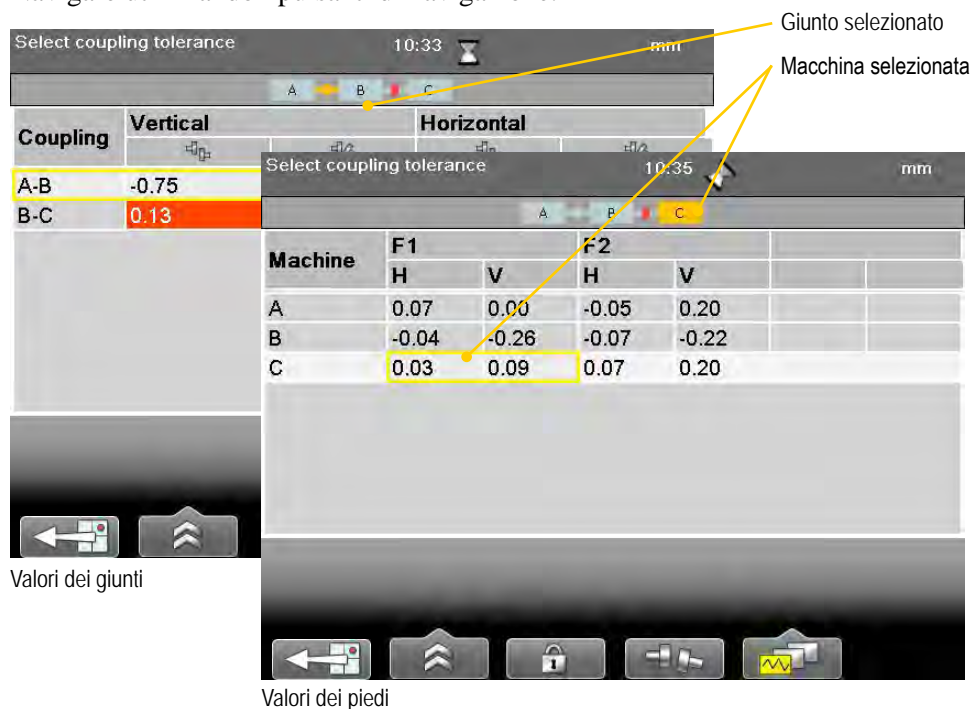 Giunto selezionato
Macchina selezionata
Select coupling tolerance 10:33 mm
A B C
Coupling Vertical Horizontal
A-B -0.75
B-C 0.13
Select coupling tolerance 10:35 mm
A B C
Machine F1 F2
H V H V
A 0.07 0.00 -0.05 0.20
B -0.04 -0.26 -0.07 -0.22
C 0.03 0.09 0.07 0.20
Valori dei giunti
Valori dei piedi